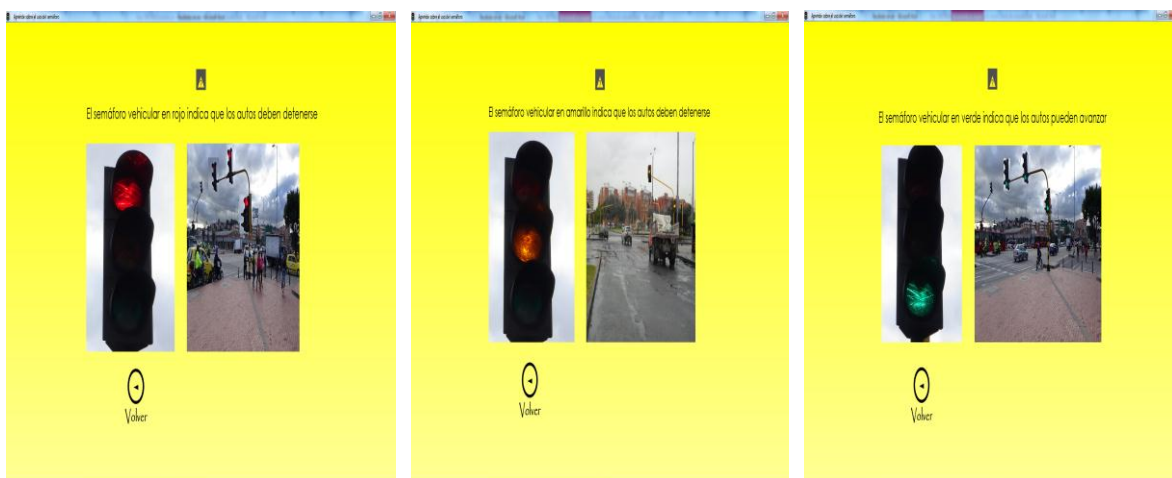 El semáforo vehicular en rojo indica que los autos deben detenerse
Volver
El semáforo vehicular en amarillo indica que los autos deben detenerse
Volver
El semáforo vehicular en verde indica que los autos pueden avanzar
Volver